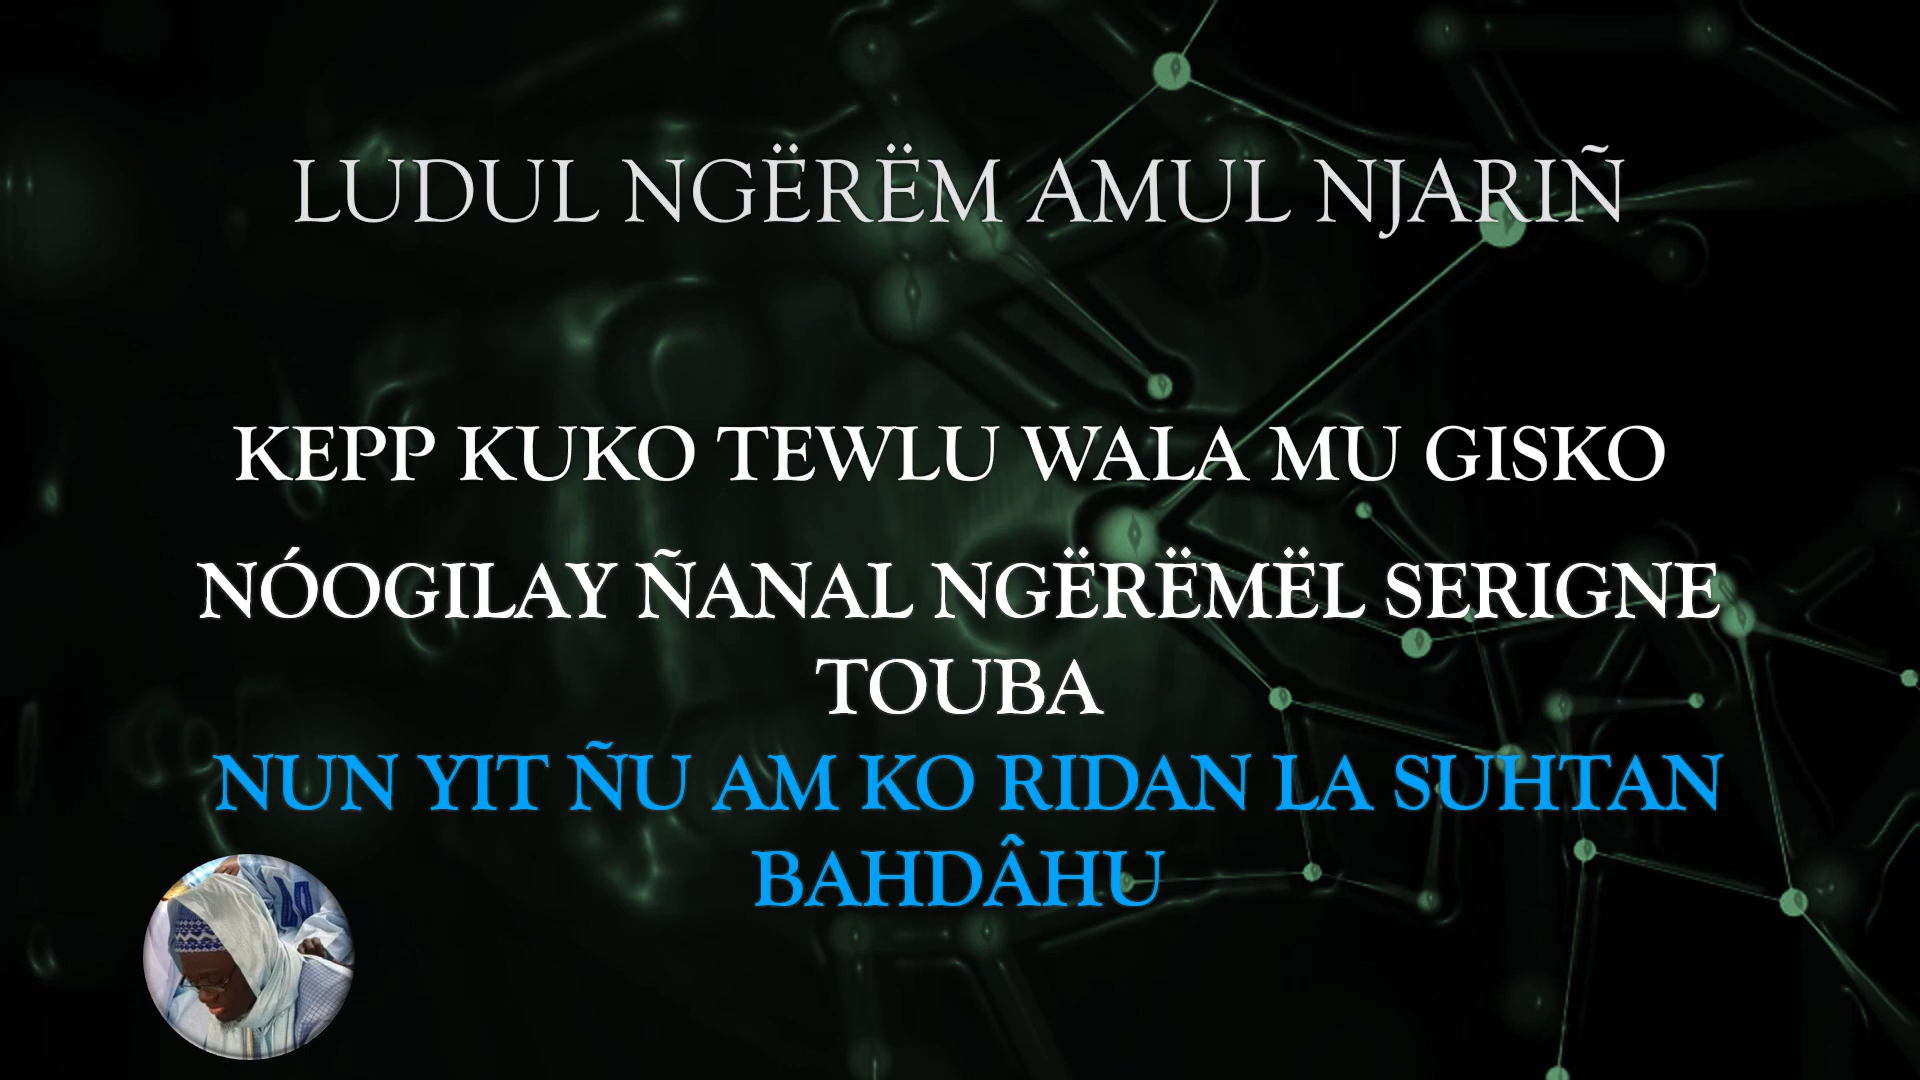 LUDUL NGËRËM AMUL NJARIÑ
KEPP KUKO TEWLU WALA MU GISKO
NÓOGILAY ÑANAL NGËRËMËL SERIGNE
TOUBA
NUN YIT ÑU AM KO RIDAN LA SUHTAN
BAHDÂHU